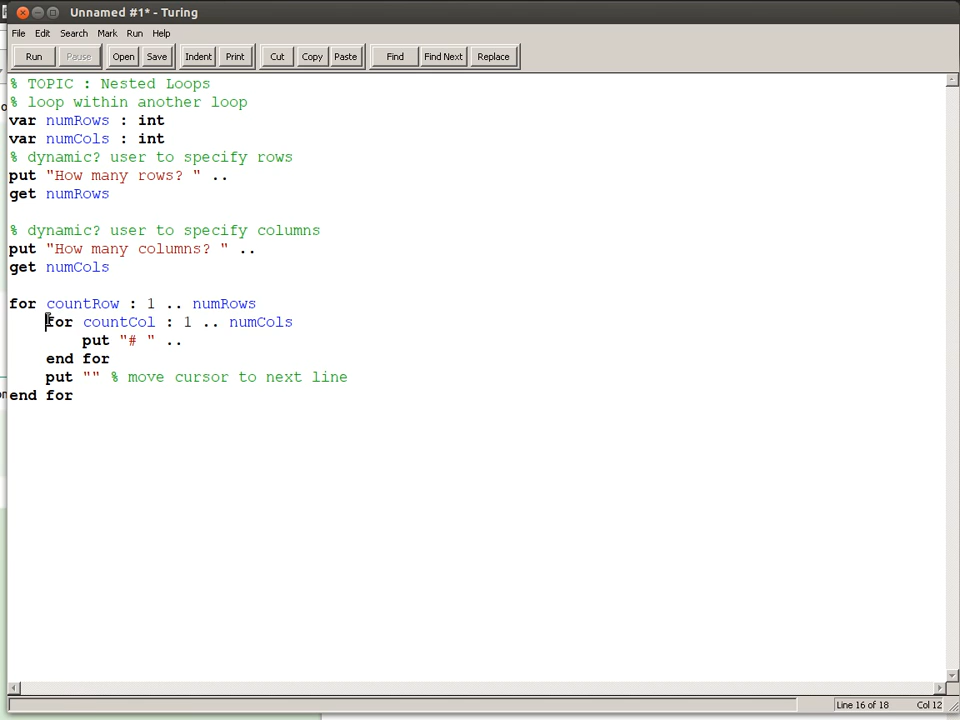 Unnamed #1* - Turing
File Edit Search Mark Run Help
Run Pause Open Save Indent Print Cut Copy Paste Find Find Next Replace
% TOPIC : Nested Loops
% loop within another loop
var numRows : int
var numCols : int
% dynamic? user to specify rows
put "How many rows? " ..
get numRows
% dynamic? user to specify columns
put "How many columns? " ..
get numCols
for countRow : 1 .. numRows
for countCol : 1 .. numCols
put "# " ..
end for
put "" % move cursor to next line
end for
Line 16 of 18 Col 12